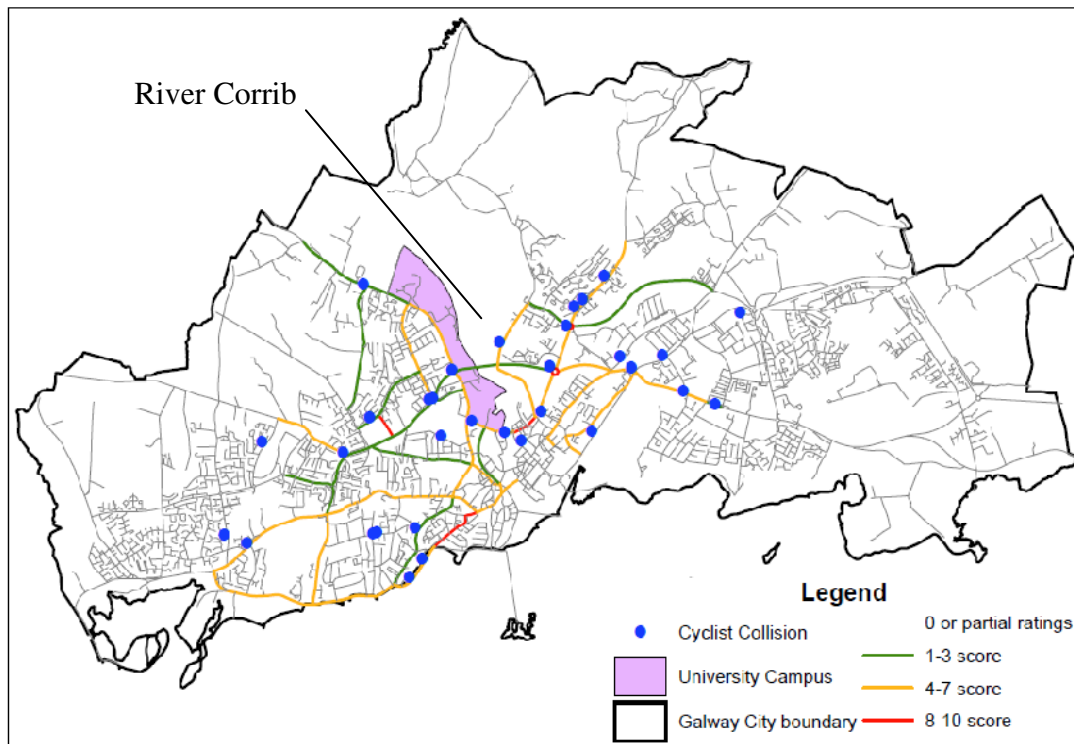 River Corrib
Legend
Cyclist Collision
University Campus
Galway City boundary
0 or partial ratings
1-3 score
4-7 score
8-10 score